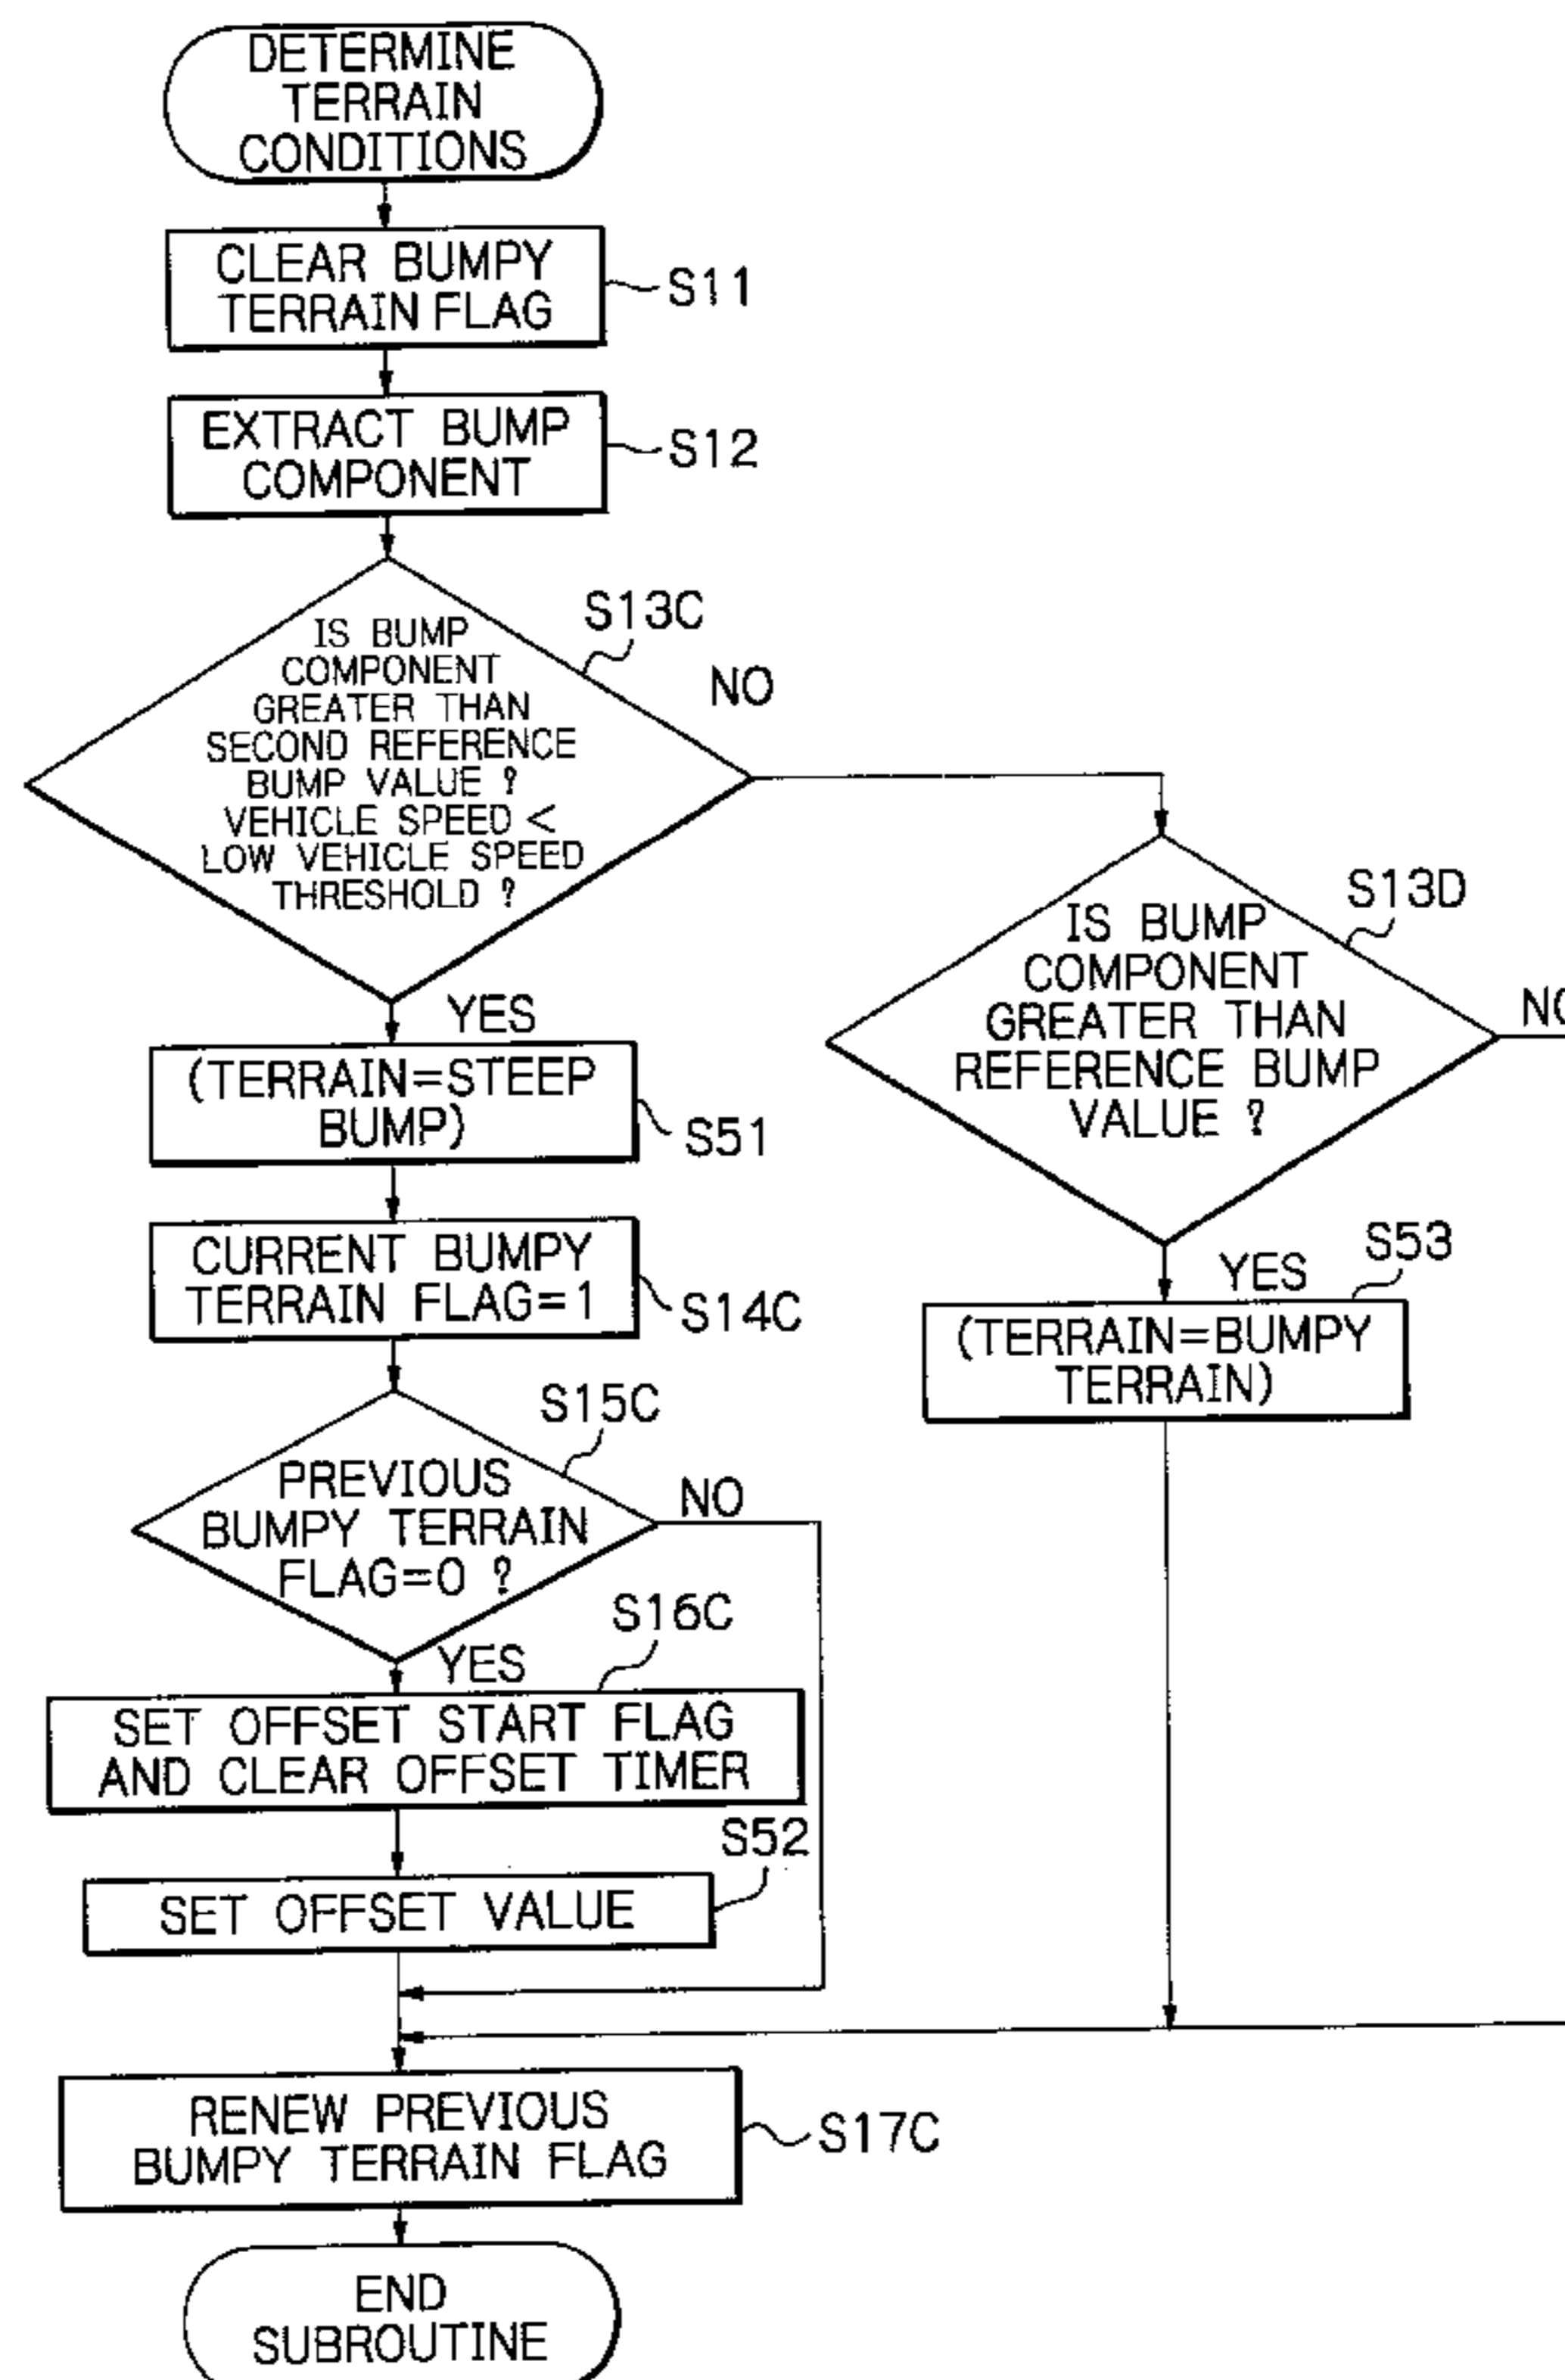 DETERMINE
TERRAIN
CONDITIONS
CLEAR BUMPY
TERRAIN FLAG
S11
EXTRACT BUMP
COMPONENT
S12
S13C
IS BUMP
COMPONENT
GREATER THAN
SECOND REFERENCE
BUMP VALUE ?
VEHICLE SPEED <
LOW VEHICLE SPEED
THRESHOLD ?
NO
YES
S13D
IS BUMP
COMPONENT
GREATER THAN
REFERENCE BUMP
VALUE ?
NO
YES
(TERRAIN=STEEP
BUMP)
S51
CURRENT BUMPY
TERRAIN FLAG=1
S14C
S53
(TERRAIN=BUMPY
TERRAIN)
S15C
PREVIOUS
BUMPY TERRAIN
FLAG=0 ?
NO
YES
S16C
SET OFFSET START FLAG
AND CLEAR OFFSET TIMER
S52
SET OFFSET VALUE
RENEW PREVIOUS
BUMPY TERRAIN FLAG
S17C
END
SUBROUTINE